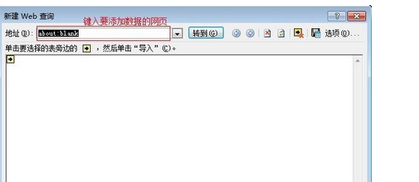 新建 Web 查询
键入要添加数据的网页
地址(D): about:blank 转到(G) 选项(O)...
单击要选择的表旁边的 ，然后单击“导入”(C)。